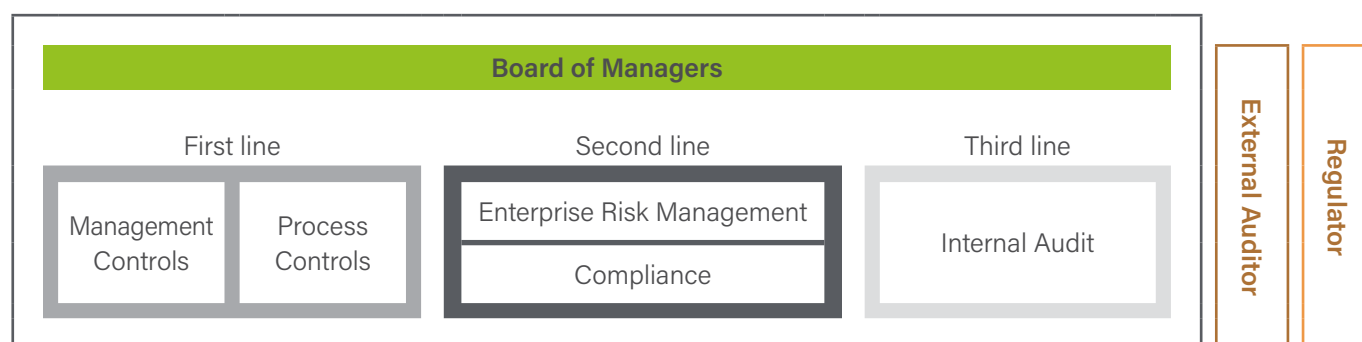 Board of Managers
First line
Second line
Third line
Management
Controls
Process
Controls
Enterprise Risk Management
Compliance
Internal Audit
External Auditor
Regulator